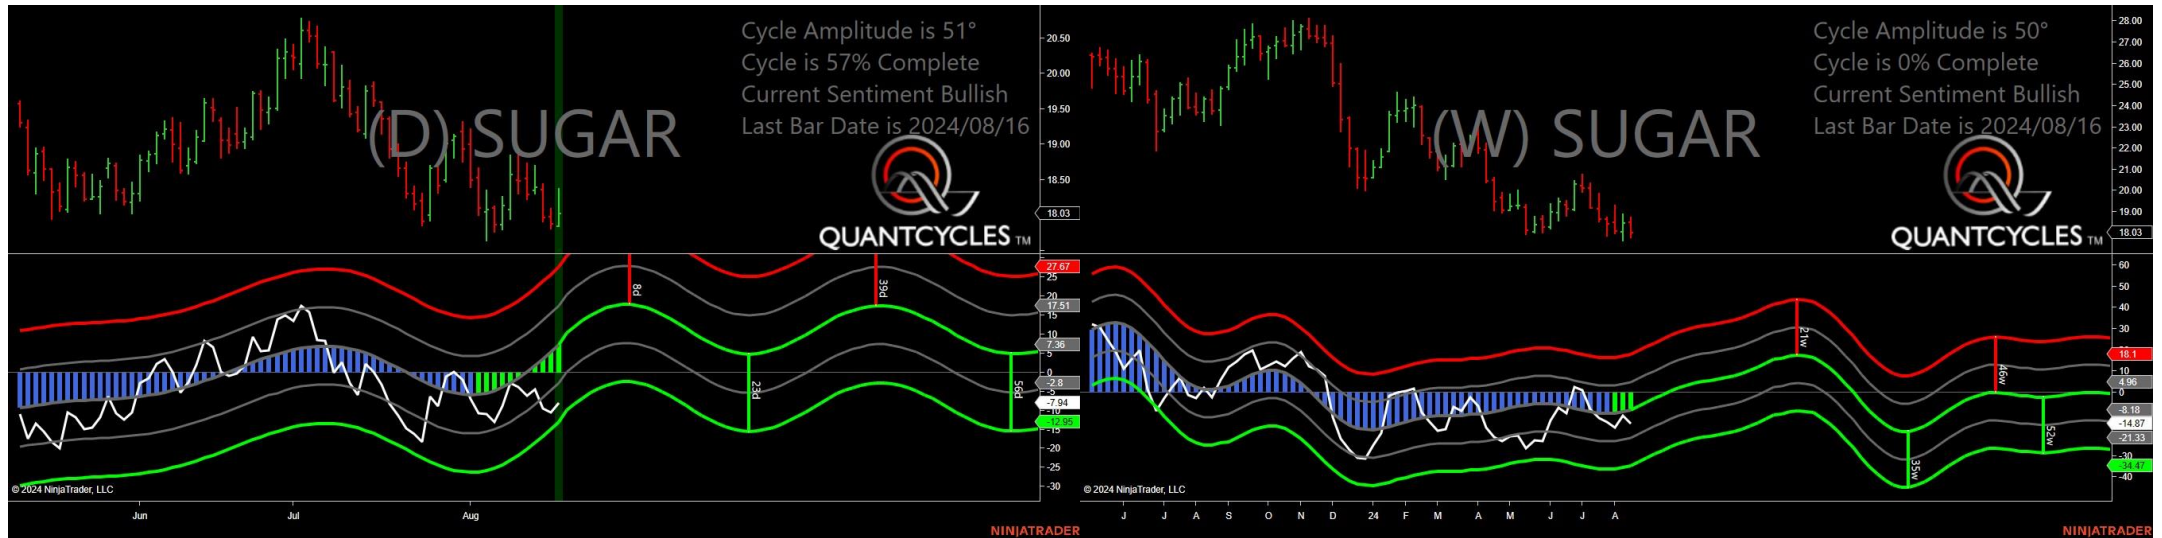 Cycle Amplitude is 51°
Cycle is 57% Complete
Current Sentiment Bullish
Last Bar Date is 2024/08/16
(D) SUGAR
QUANTCYCLES TM
20.50
20.00
19.50
19.00
18.50
18.03
27.67
25
17.51
15
10
7.36
5
0
-2.8
-5
-7.94
-10
-12.95
-15
-20
-25
-30
8d
23d
39d
56d
© 2024 NinjaTrader, LLC
Jun
Jul
Aug
NINJATRADER
Cycle Amplitude is 50°
Cycle is 0% Complete
Current Sentiment Bullish
Last Bar Date is 2024/08/16
(W) SUGAR
QUANTCYCLES TM
28.00
27.00
26.00
25.00
24.00
23.00
22.00
21.00
20.00
19.00
18.03
60
50
40
30
18.1
10
4.96
0
-8.18
-14.87
-21.33
-30
-34.47
-40
21w
35w
46w
52w
© 2024 NinjaTrader, LLC
J
J
A
S
O
N
D
24
F
M
A
M
J
J
A
NINJATRADER